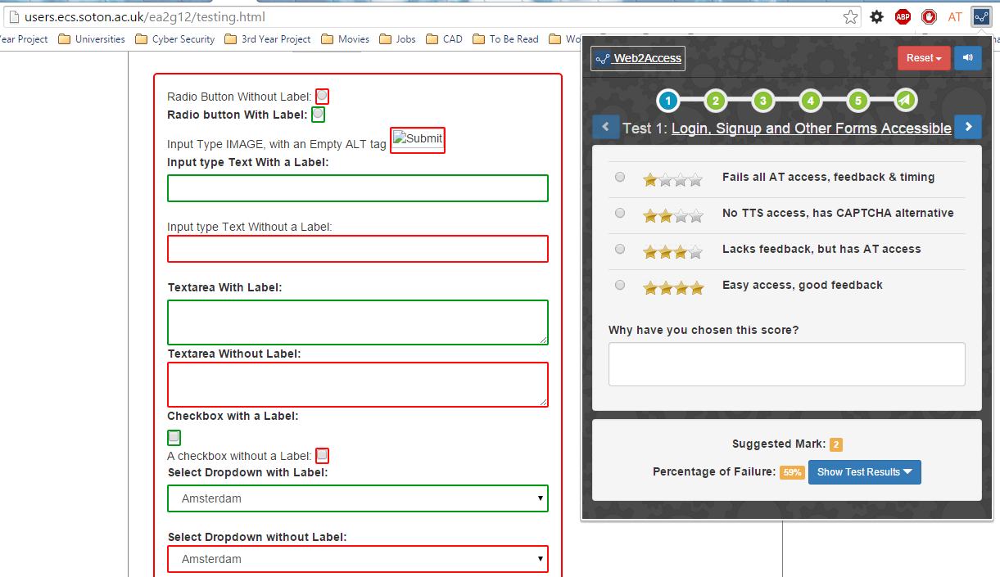 users.ecs.soton.ac.uk/ea2g12/testing.html
ABP
AT
ear Project
Universities
Cyber Security
3rd Year Project
Movies
Jobs
CAD
To Be Read
Wo
Radio Button Without Label:
Radio button With Label:
Input Type IMAGE, with an Empty ALT tag
Submit
Input type Text With a Label:
Input type Text Without a Label:
Textarea With Label:
Textarea Without Label:
Checkbox with a Label:
A checkbox without a Label:
Select Dropdown with Label:
Amsterdam
Select Dropdown without Label:
Amsterdam
Web2Access
Reset
1 2 3 4 5
Test 1: Login, Signup and Other Forms Accessible
Fails all AT access, feedback & timing
No TTS access, has CAPTCHA alternative
Lacks feedback, but has AT access
Easy access, good feedback
Why have you chosen this score?
Suggested Mark: 2
Percentage of Failure: 59% Show Test Results